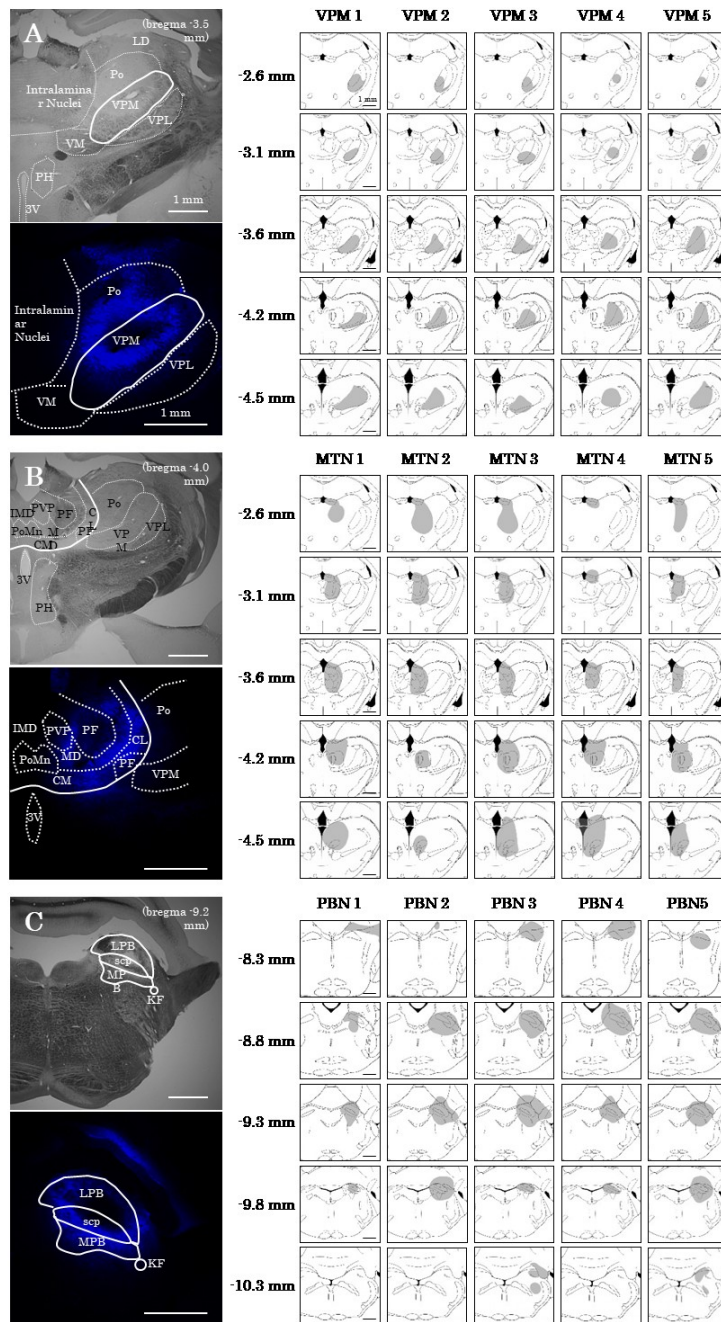 A
(bregma -3.5
mm)
LD
Po
Intralamina
r Nuclei
VPM
VPL
VM
PH
3V
1 mm
Po
Intralamin
ar Nuclei
VPM
VPL
VM
1 mm
VPM 1 VPM 2 VPM 3 VPM 4 VPM 5
-2.6 mm
1 mm
-3.1 mm
-3.6 mm
-4.2 mm
-4.5 mm
B
(bregma -4.0
mm)
IMD PVP PF C Po
L
PoMn M PF VP VPL
CM D M
3V
PH
Po
IMD PVP PF
CL
PoMn MD PF
CM VPM
3V
MTN 1 MTN 2 MTN 3 MTN 4 MTN 5
-2.6 mm
-3.1 mm
-3.6 mm
-4.2 mm
-4.5 mm
C
(bregma -9.2
mm)
LPB
scp
MP
B
KF
LPB
scp
MPB
KF
PBN 1 PBN 2 PBN 3 PBN 4 PBN5
-8.3 mm
-8.8 mm
-9.3 mm
-9.8 mm
-10.3 mm